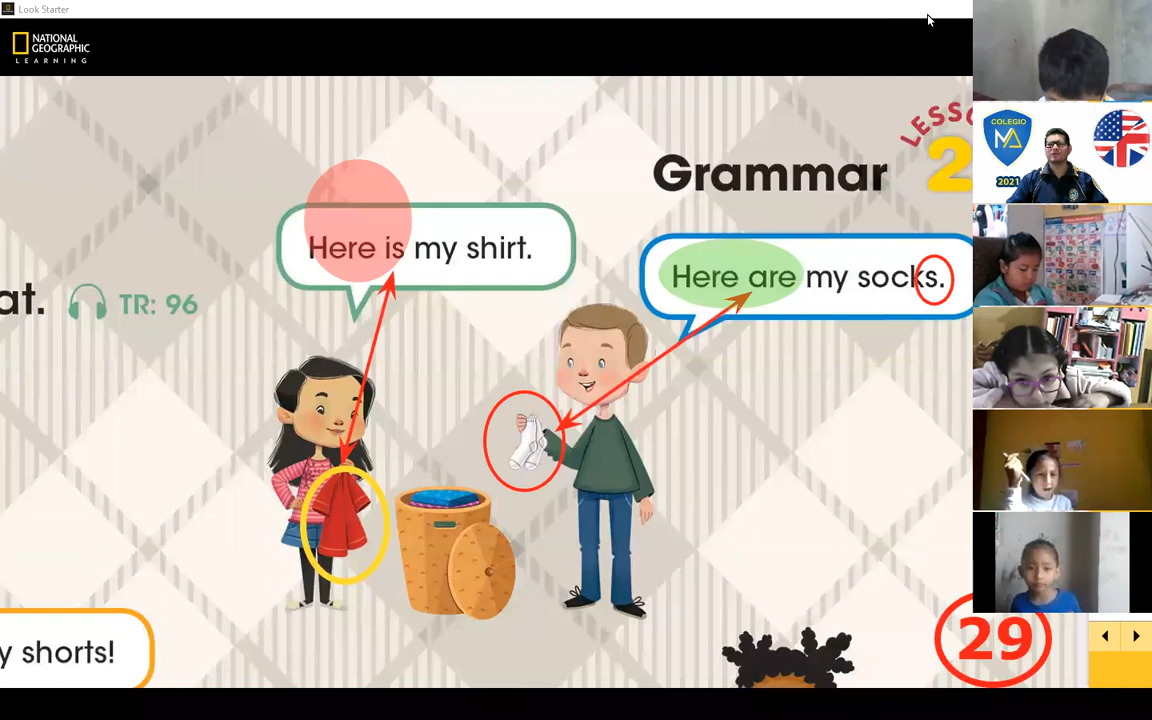 Look Starter
NATIONAL
GEOGRAPHIC
LEARNING
LESSO
Grammar 2
Here is my shirt.
Here are my socks.
at. TR: 96
COLEGIO
MA
2021
y shorts!
29